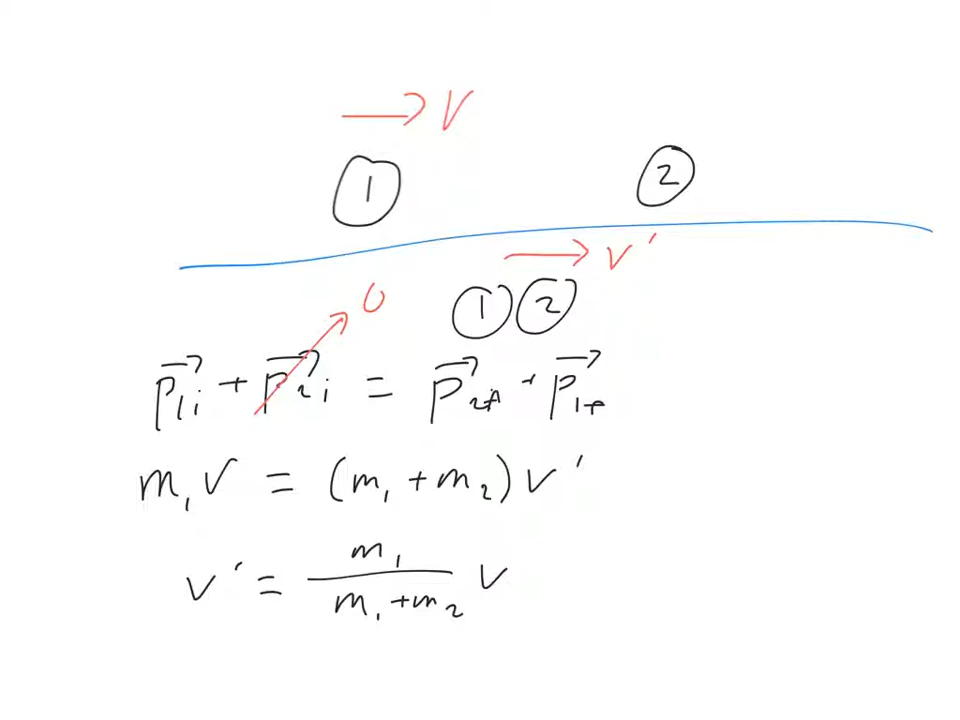 → V
1 2
→ v'
0
1 2
p⃗₁ᵢ + p⃗₂ᵢ = p⃗₂f + p⃗₁f
m₁v = (m₁+m₂)v'
v' = m₁/(m₁+m₂) v